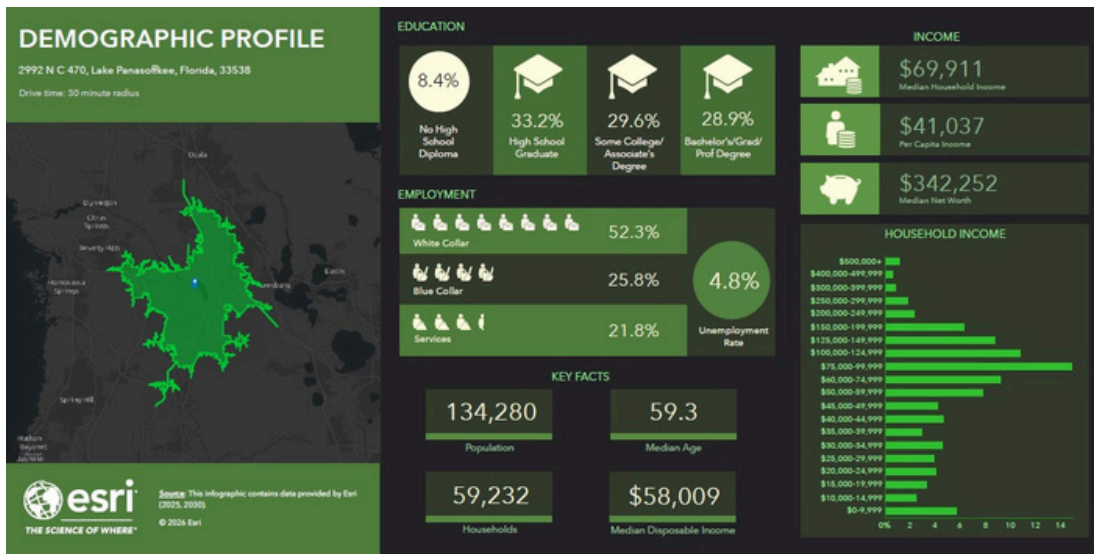 DEMOGRAPHIC PROFILE
2992 N C 470, Lake Panasoffkee, Florida, 33538
Drive time: 30 minute radius
Ocala
Dunnellon
Citrus
Springs
Beverly Hills
Homosassa
Springs
Leesburg
Eustis
Spring Hill
Hudson
Bayonet
esri
THE SCIENCE OF WHERE®
Source: This infographic contains data provided by Esri
(2025, 2030).
© 2026 Esri
EDUCATION
8.4%
No High
School
Diploma
33.2%
High School
Graduate
29.6%
Some College/
Associate's
Degree
28.9%
Bachelor's/Grad/
Prof Degree
EMPLOYMENT
White Collar
52.3%
Blue Collar
25.8%
Services
21.8%
4.8%
Unemployment
Rate
KEY FACTS
134,280
Population
59.3
Median Age
59,232
Households
$58,009
Median Disposable Income
INCOME
$69,911
Median Household Income
$41,037
Per Capita Income
$342,252
Median Net Worth
HOUSEHOLD INCOME
$500,000+
$400,000-499,999
$300,000-399,999
$250,000-299,999
$200,000-249,999
$150,000-199,999
$125,000-149,999
$100,000-124,999
$75,000-99,999
$60,000-74,999
$50,000-59,999
$45,000-49,999
$40,000-44,999
$35,000-39,999
$30,000-34,999
$25,000-29,999
$20,000-24,999
$15,000-19,999
$10,000-14,999
$0-9,999
0% 2 4 6 8 10 12 14